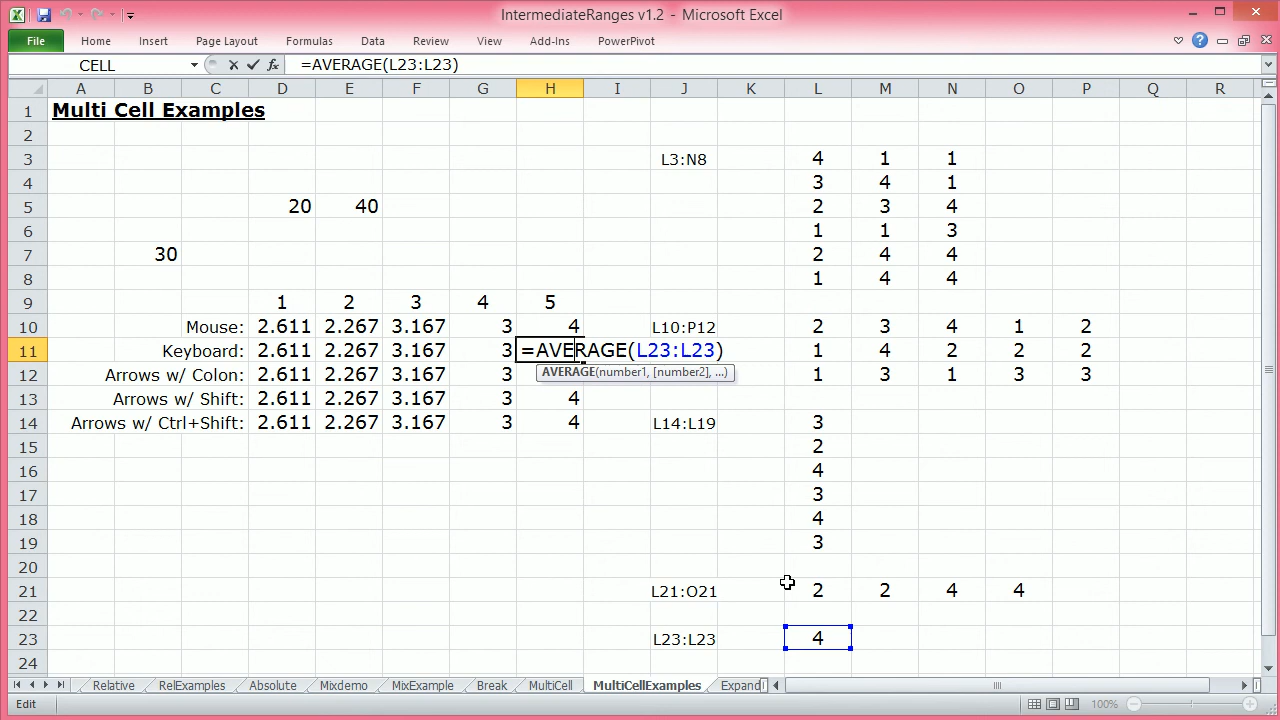 IntermediateRanges v1.2 - Microsoft Excel
File Home Insert Page Layout Formulas Data Review View Add-Ins PowerPivot
CELL fx =AVERAGE(L23:L23)
A B C D E F G H I J K L M N O P Q R
1 Multi Cell Examples
2
3 L3:N8 4 1 1
4 3 4 1
5 20 40 2 3 4
6 1 1 3
7 30 2 4 4
8 1 4 4
9 1 2 3 4 5
10 Mouse: 2.611 2.267 3.167 3 4 L10:P12 2 3 4 1 2
11 Keyboard: 2.611 2.267 3.167 3 =AVERAGE(L23:L23) 1 4 2 2 2
12 Arrows w/ Colon: 2.611 2.267 3.167 3 AVERAGE(number1, [number2], ...) 1 3 1 3 3
13 Arrows w/ Shift: 2.611 2.267 3.167 3 4
14 Arrows w/ Ctrl+Shift: 2.611 2.267 3.167 3 4 L14:L19 3
15 2
16 4
17 3
18 4
19 3
20
21 L21:O21 2 2 4 4
22
23 L23:L23 4
24
Relative RelExamples Absolute Mixdemo MixExample Break MultiCell MultiCellExamples Expand
Edit 100%